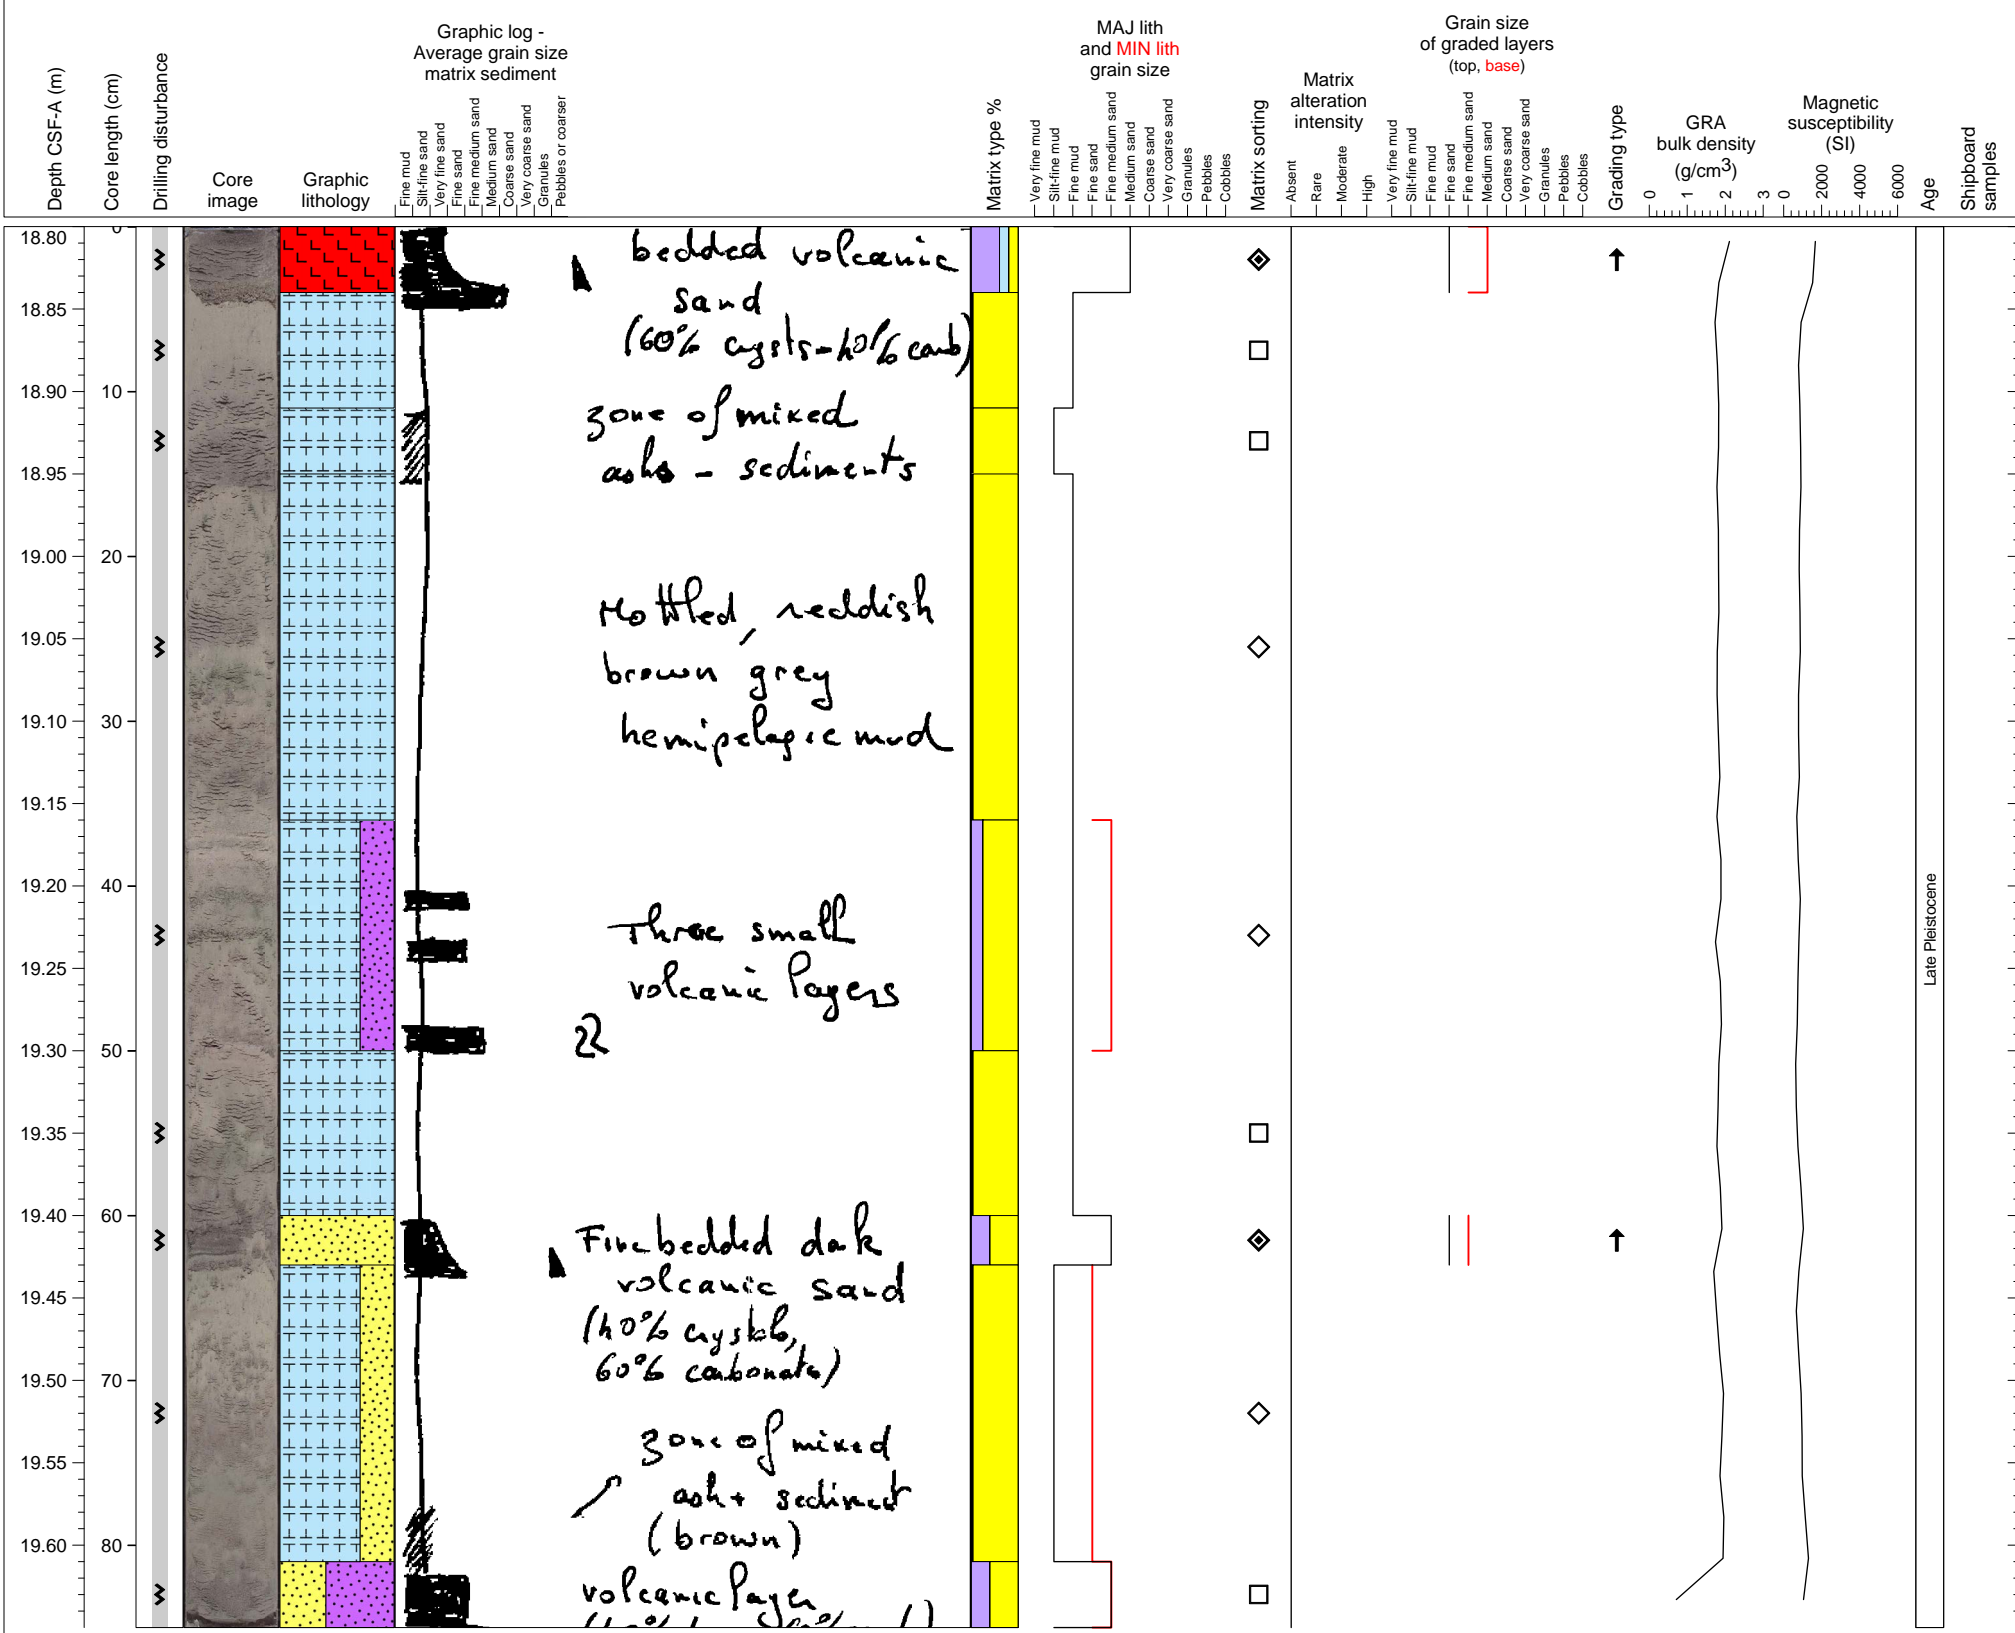 Depth CSF-A (m)
Core length (cm)
Drilling disturbance
Core
image
Graphic
lithology
Graphic log -
Average grain size
matrix sediment
Fine mud
Silt-fine sand
Very fine sand
Fine sand
Fine medium sand
Medium sand
Coarse sand
Very coarse sand
Granules
Pebbles or coarser
Matrix type %
MAJ lith
and MIN lith
grain size
Very fine mud
Silt-fine mud
Fine mud
Fine sand
Fine medium sand
Medium sand
Coarse sand
Very coarse sand
Granules
Pebbles
Cobbles
Matrix sorting
Matrix
alteration
intensity
Absent
Rare
Moderate
High
Grain size
of graded layers
(top, base)
Very fine mud
Silt-fine mud
Fine mud
Fine sand
Fine medium sand
Medium sand
Coarse sand
Very coarse sand
Granules
Pebbles
Cobbles
Grading type
GRA
bulk density
(g/cm3)
0 1 2 3
Magnetic
susceptibility
(SI)
0 2000 4000 6000
Age
Shipboard
samples
18.80 0
18.85
18.90 10
18.95
19.00 20
19.05
19.10 30
19.15
19.20 40
19.25
19.30 50
19.35
19.40 60
19.45
19.50 70
19.55
19.60 80
bedded volcanic
sand
(60% crysts-40% carb)
zone of mixed
ash - sediments
Mottled, reddish
brown grey
hemipelagic mud
Three small
volcanic layers
Fine bedded dark
volcanic sand
(40% crystals,
60% carbonate)
zone of mixed
ash + sediment
(brown)
volcanic layer
Late Pleistocene